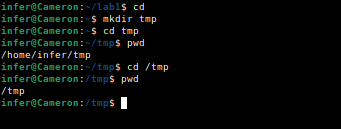 infer@Cameron:~/lab1$ cd
infer@Cameron:~$ mkdir tmp
infer@Cameron:~$ cd tmp
infer@Cameron:~/tmp$ pwd
/home/infer/tmp
infer@Cameron:~/tmp$ cd /tmp
infer@Cameron:/tmp$ pwd
/tmp
infer@Cameron:/tmp$